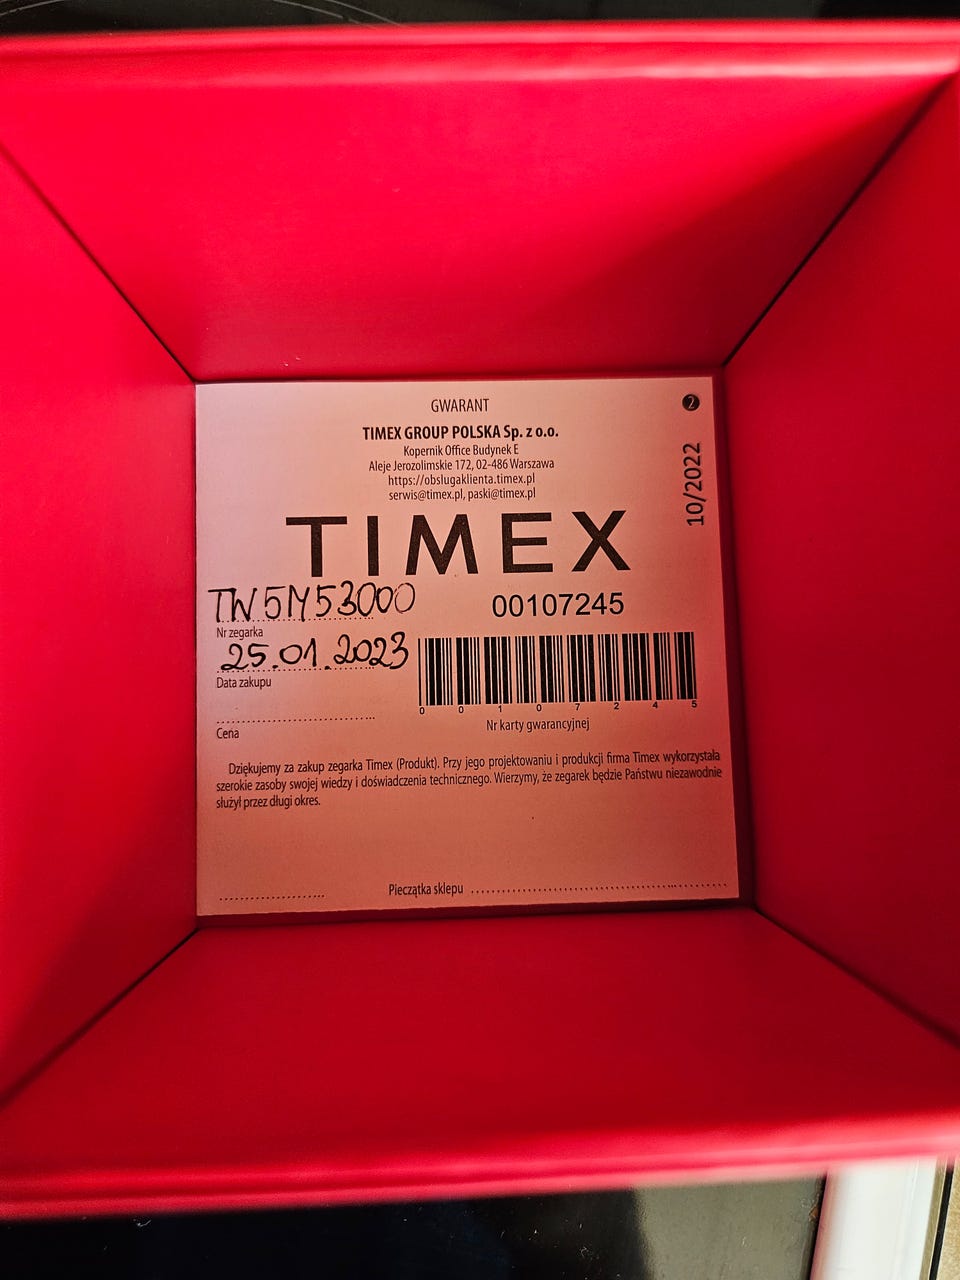 GWARANT
❷
TIMEX GROUP POLSKA Sp. z o.o.
Kopernik Office Budynek E
Aleje Jerozolimskie 172, 02-486 Warszawa
https://obslugaklienta.timex.pl
serwis@timex.pl, paski@timex.pl
10/2022
TIMEX
TW5M53000
Nr zegarka
00107245
25.01.2023
Data zakupu
0 0 1 0 7 2 4 5
Nr karty gwarancyjnej
Cena
Dziękujemy za zakup zegarka Timex (Produkt). Przy jego projektowaniu i produkcji firma Timex wykorzystała
szerokie zasoby swojej wiedzy i doświadczenia technicznego. Wierzymy, że zegarek będzie Państwu niezawodnie
służył przez długi okres.
Pieczątka sklepu